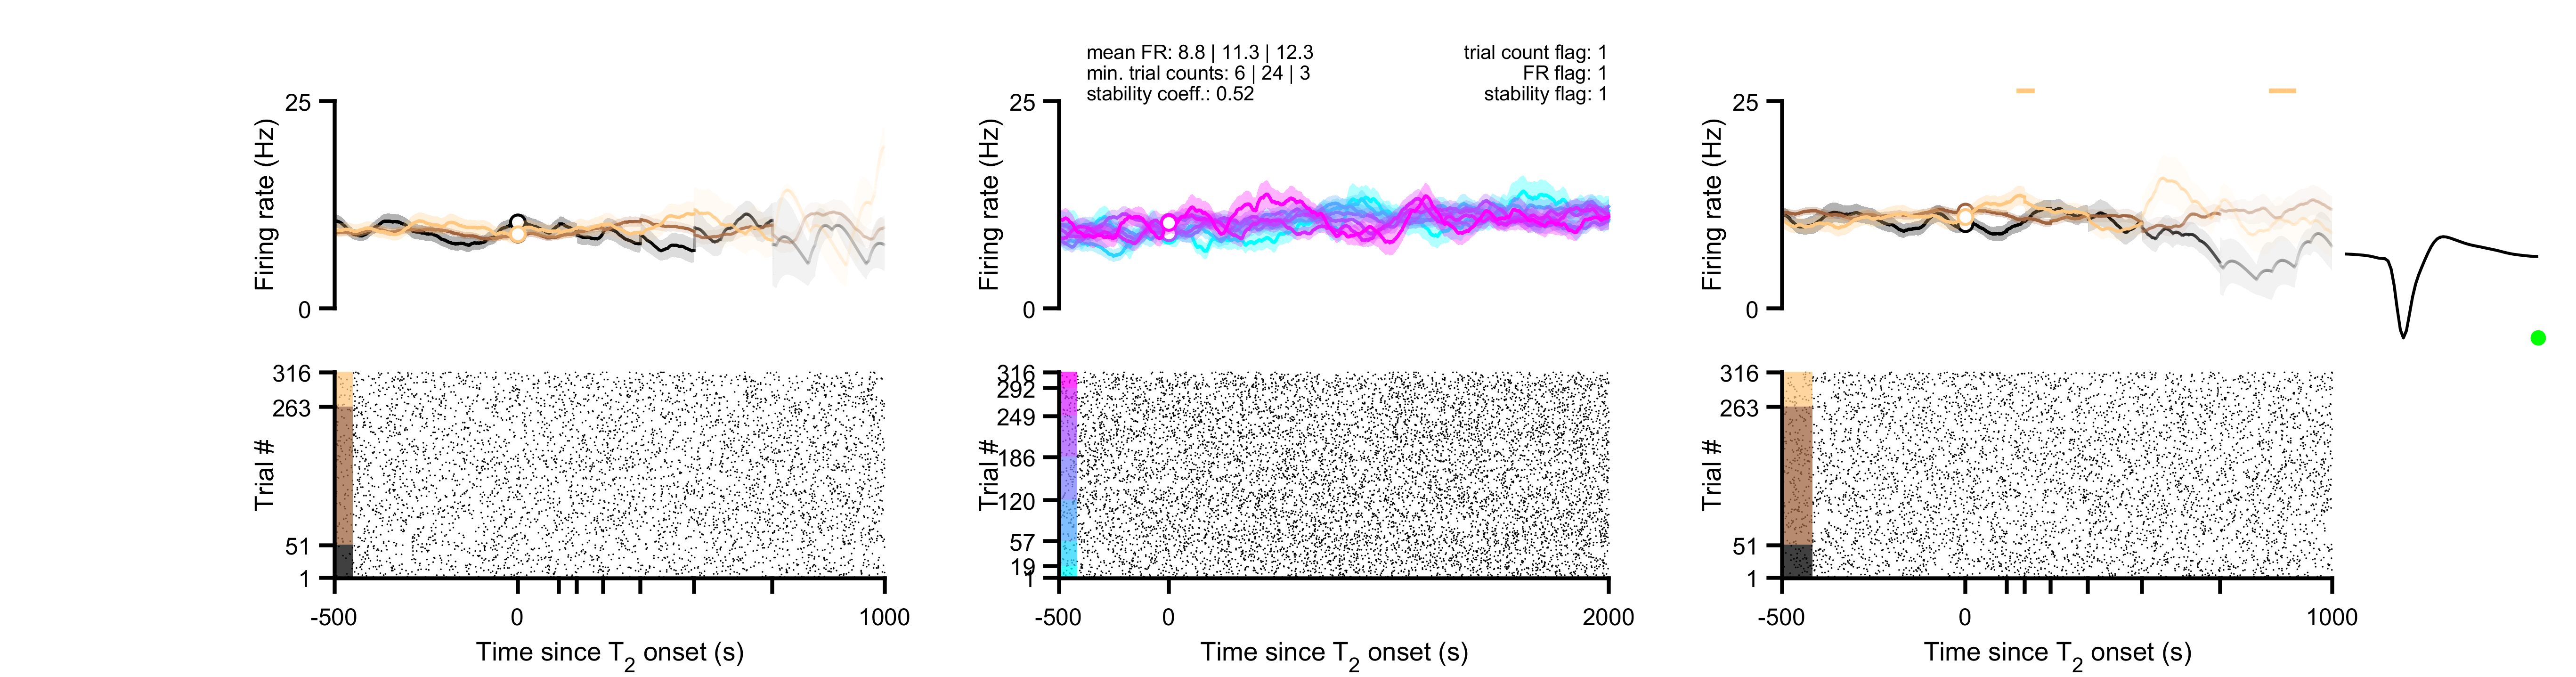 mean FR: 8.8 | 11.3 | 12.3
min. trial counts: 6 | 24 | 3
stability coeff.: 0.52
trial count flag: 1
FR flag: 1
stability flag: 1
25
0
Firing rate (Hz)
316
263
51
1
Trial #
-500
0
1000
Time since T2 onset (s)
25
0
Firing rate (Hz)
316
292
249
186
120
57
19
1
Trial #
-500
0
2000
Time since T2 onset (s)
25
0
Firing rate (Hz)
316
263
51
1
Trial #
-500
0
1000
Time since T2 onset (s)